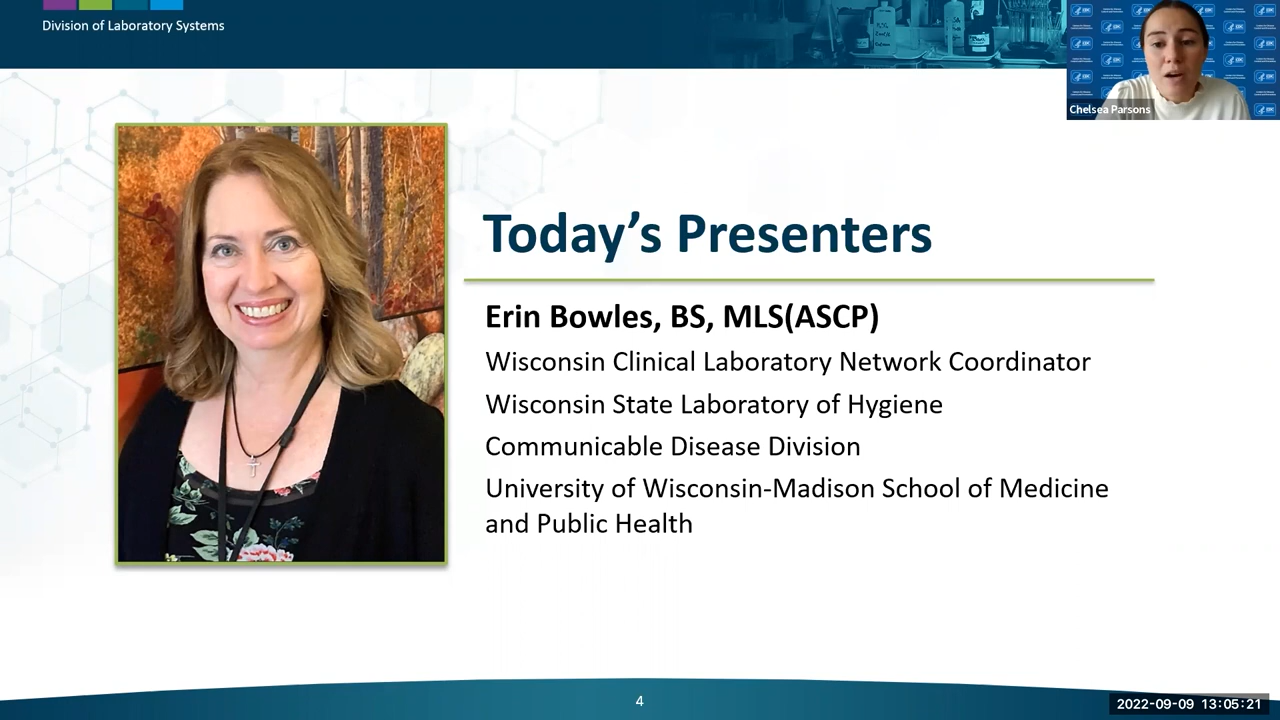 Division of Laboratory Systems
Chelsea Parsons
Today's Presenters
Erin Bowles, BS, MLS(ASCP)
Wisconsin Clinical Laboratory Network Coordinator
Wisconsin State Laboratory of Hygiene
Communicable Disease Division
University of Wisconsin-Madison School of Medicine
and Public Health
4
2022-09-09 13:05:21